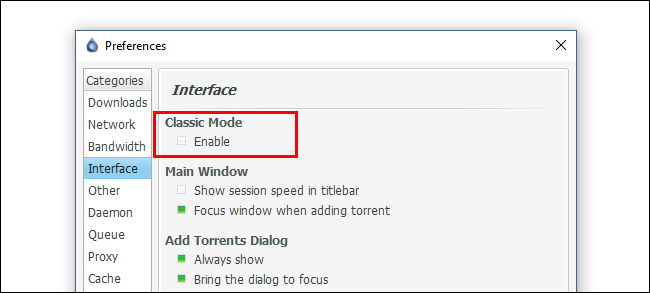 Preferences
Categories
Downloads
Network
Bandwidth
Interface
Other
Daemon
Queue
Proxy
Cache
Interface
Classic Mode
Enable
Main Window
Show session speed in titlebar
Focus window when adding torrent
Add Torrents Dialog
Always show
Bring the dialog to focus